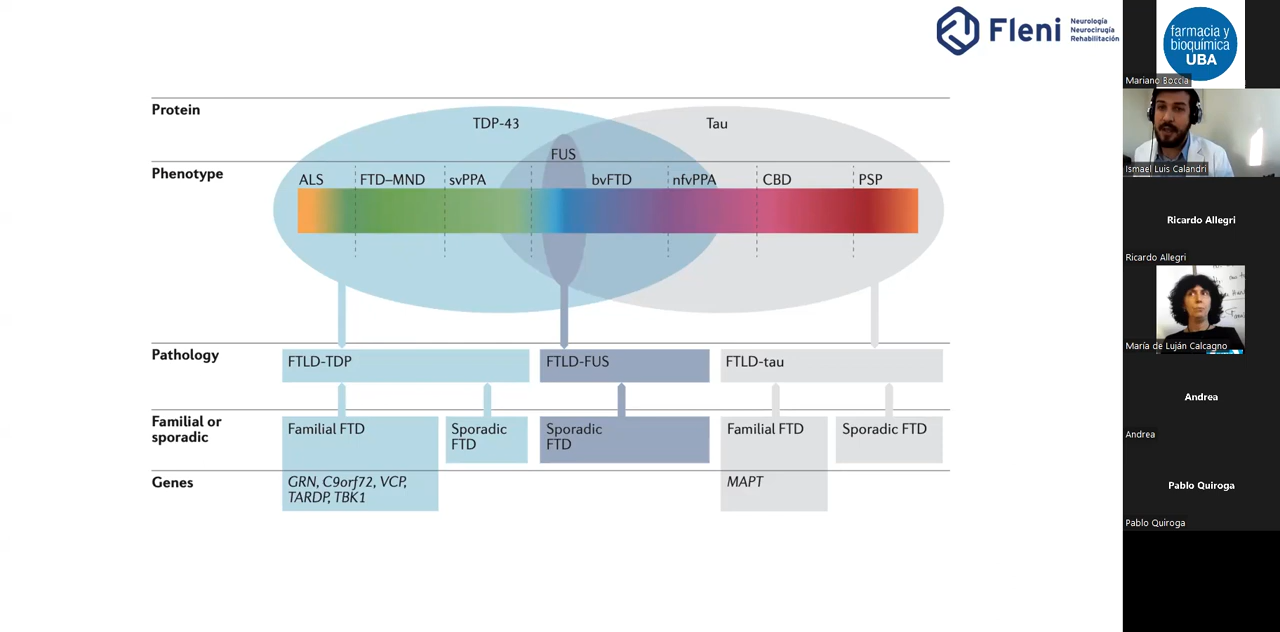 Fleni
Neurología
Neurocirugía
Rehabilitación
Protein
TDP-43
Tau
FUS
Phenotype
ALS
FTD–MND
svPPA
bvFTD
nfvPPA
CBD
PSP
Pathology
FTLD-TDP
FTLD-FUS
FTLD-tau
Familial or
sporadic
Familial FTD
Sporadic
FTD
Sporadic
FTD
Familial FTD
Sporadic FTD
Genes
GRN, C9orf72, VCP,
TARDP, TBK1
MAPT
farmacia y
bioquímica
UBA
Mariano Boccia
Ismael Luis Calandri
Ricardo Allegri
Ricardo Allegri
María de Luján Calcagno
Andrea
Andrea
Pablo Quiroga
Pablo Quiroga